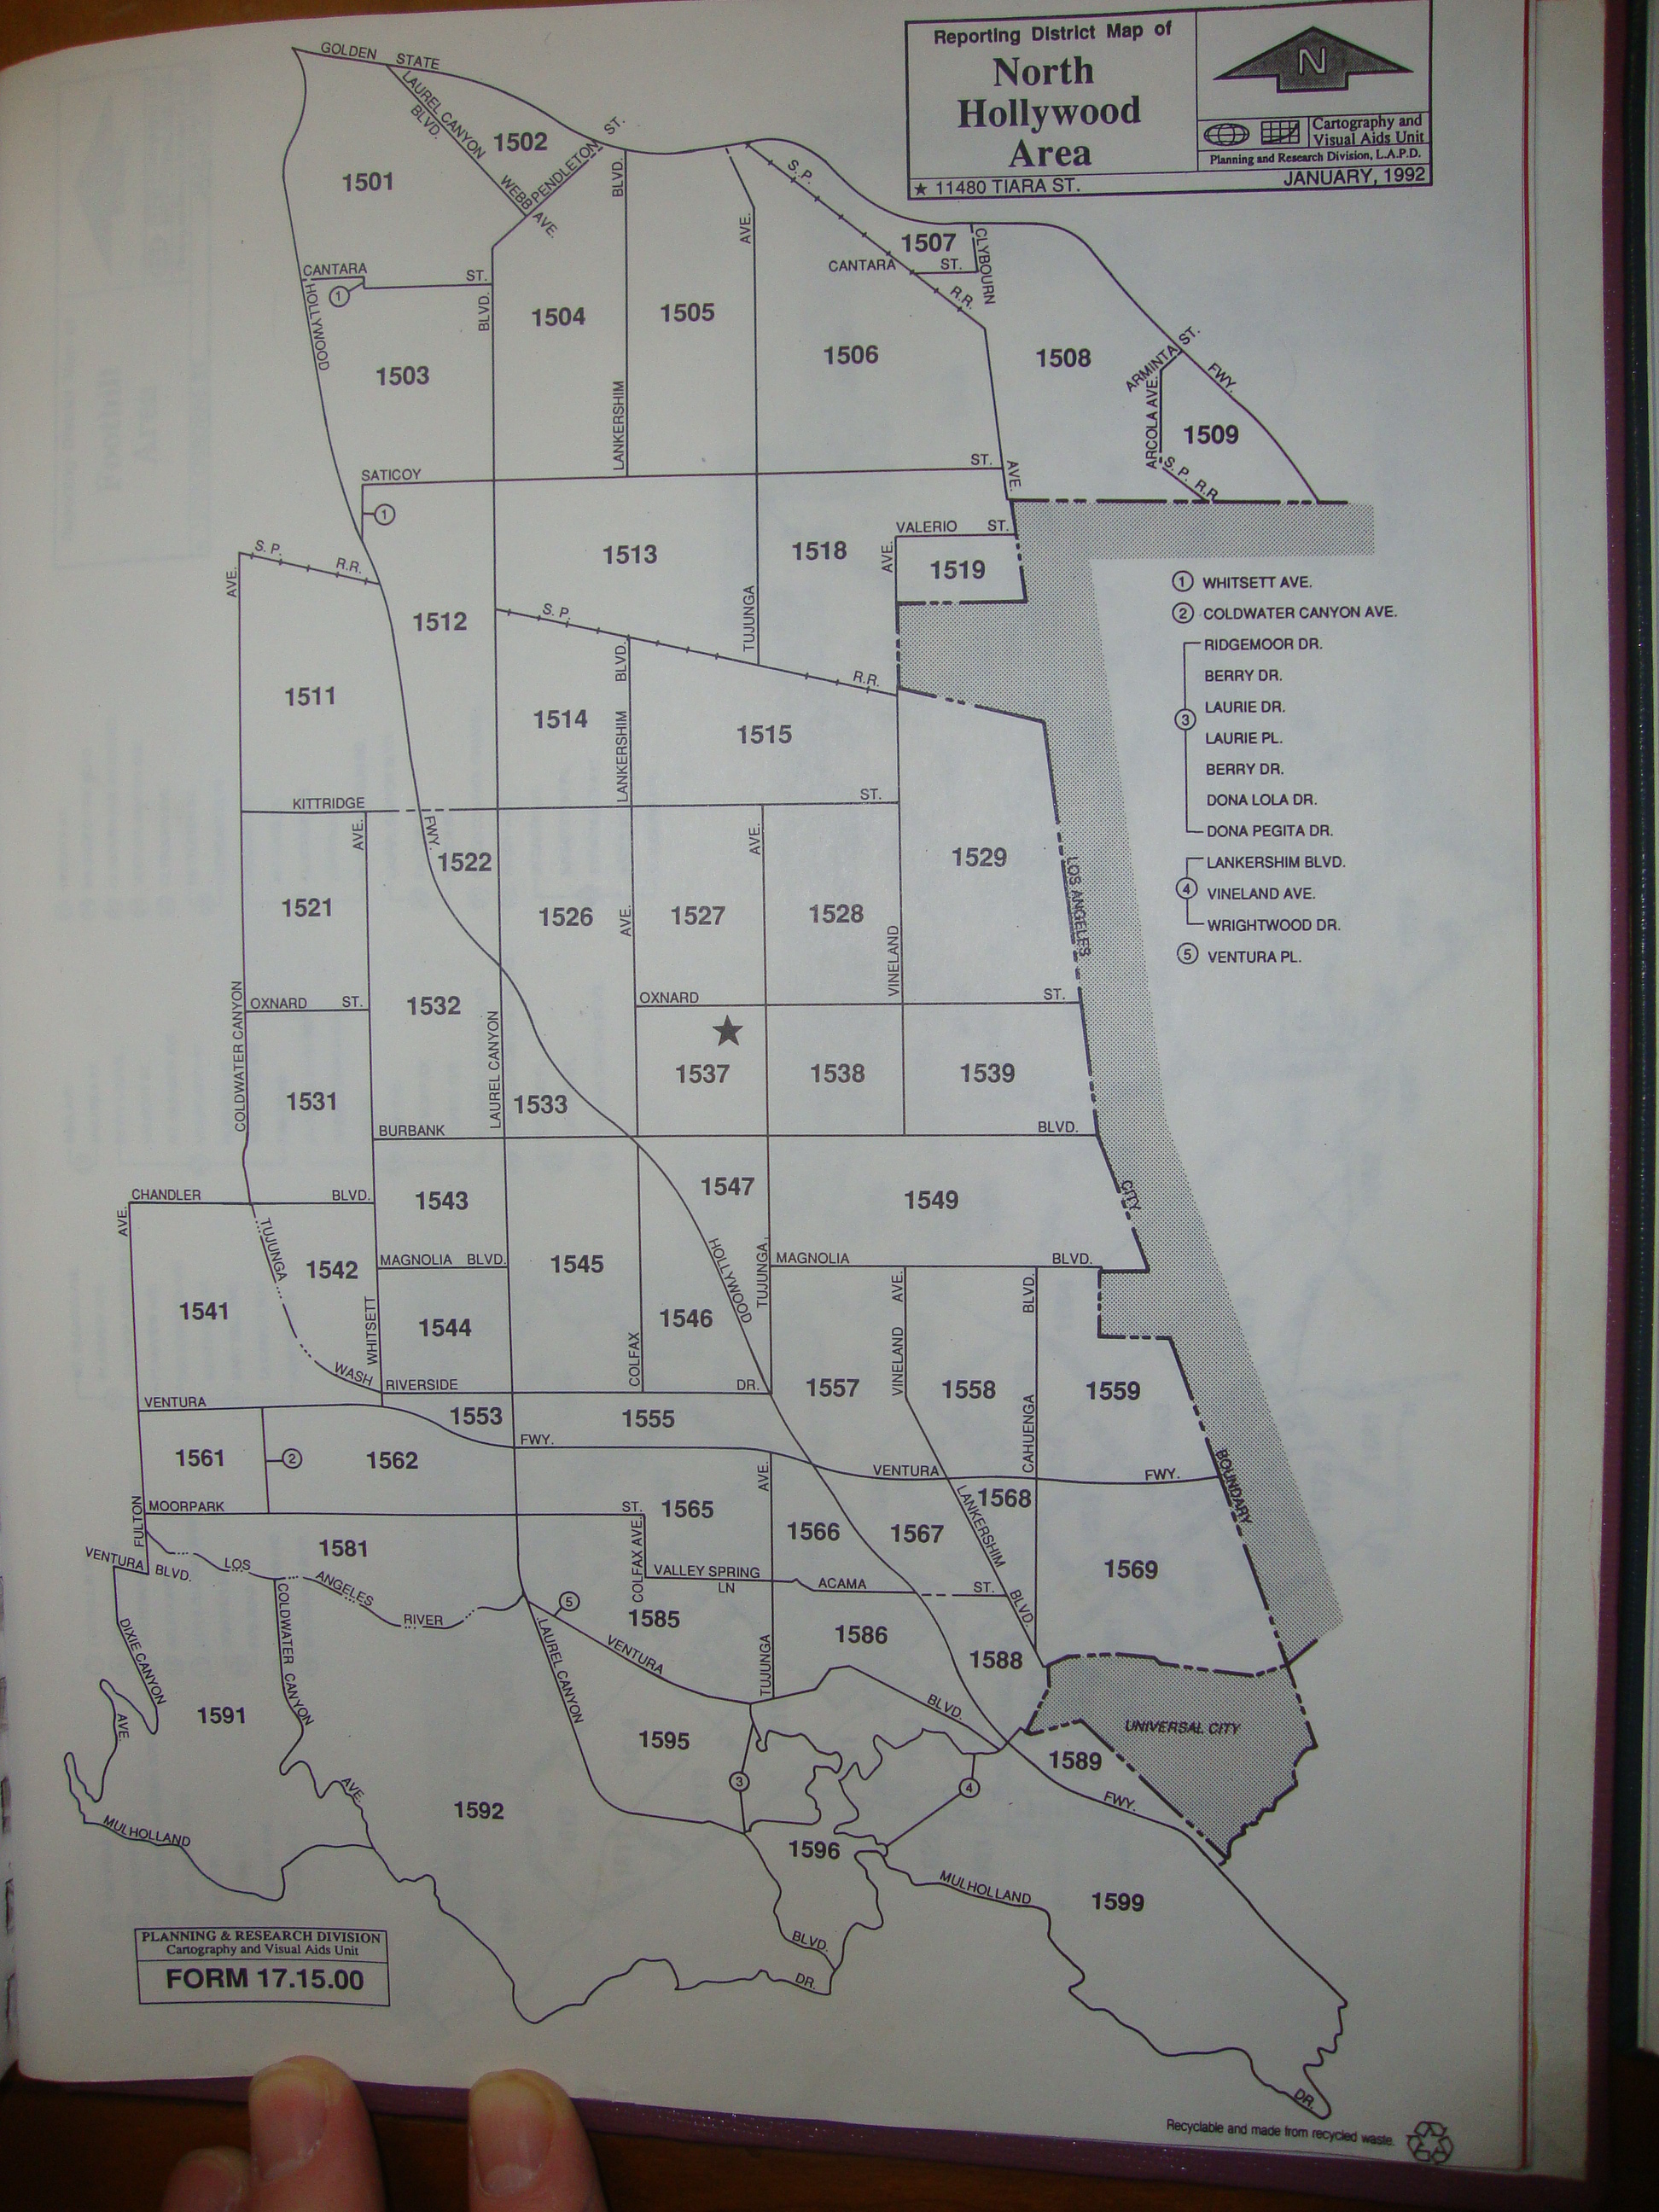 Reporting District Map of
North
Hollywood
Area
★ 11480 TIARA ST.
N
Cartography and
Visual Aids Unit
Planning and Research Division, L.A.P.D.
JANUARY, 1992
GOLDEN STATE
LAUREL CANYON
BLVD.
1502
ST.
PENDLETON
WEBB
AVE.
BLVD.
1501
S. P.
AVE.
1507
CLYBOURN
CANTARA ST.
CANTARA ST.
1
HOLLYWOOD
BLVD.
R.R.
1504
1505
1506
1508
ARMINTA ST.
FWY.
1503
LANKERSHIM
ARCOLA AVE.
1509
S. P. R.R.
SATICOY ST.
AVE.
1
VALERIO ST.
S. P. R.R.
AVE.
1513
1518
AVE.
1519
1512
S. P.
TUJUNGA
BLVD.
R.R.
1511
1514
LANKERSHIM
1515
KITTRIDGE ST.
AVE.
FWY.
1522
AVE.
1529
LOS ANGELES
1521
1526
AVE.
1527
1528
VINELAND
COLDWATER CANYON
OXNARD ST.
1532
OXNARD ST.
LAUREL CANYON
★
1531
1533
1537
1538
1539
BURBANK BLVD.
CHANDLER BLVD.
AVE.
1543
1547
1549
CITY
TUJUNGA
1542
MAGNOLIA BLVD.
1545
HOLLYWOOD
TUJUNGA
MAGNOLIA BLVD.
AVE.
BLVD.
1541
WHITSETT
1544
COLFAX
1546
VINELAND
WASH
RIVERSIDE DR.
1557
1558
CAHUENGA
1559
VENTURA
1553
1555
FWY.
1561
2
1562
AVE.
VENTURA FWY.
BOUNDARY
FULTON
MOORPARK ST.
1565
LANKERSHIM
1568
1566
1567
1581
COLFAX AVE.
VENTURA BLVD.
LOS ANGELES RIVER
VALLEY SPRING
LN
ACAMA ST.
BLVD.
1569
5
1585
DIXIE CANYON
COLDWATER CANYON
LAUREL CANYON
VENTURA
TUJUNGA
1586
1588
AVE.
1591
BLVD.
UNIVERSAL CITY
1595
1589
AVE.
3
4
FWY.
1592
MULHOLLAND
1596
MULHOLLAND
1599
BLVD.
DR.
DR.
1 WHITSETT AVE.
2 COLDWATER CANYON AVE.
RIDGEMOOR DR.
BERRY DR.
LAURIE DR.
3 LAURIE PL.
BERRY DR.
DONA LOLA DR.
DONA PEGITA DR.
LANKERSHIM BLVD.
4 VINELAND AVE.
WRIGHTWOOD DR.
5 VENTURA PL.
PLANNING & RESEARCH DIVISION
Cartography and Visual Aids Unit
FORM 17.15.00
Recyclable and made from recycled waste.